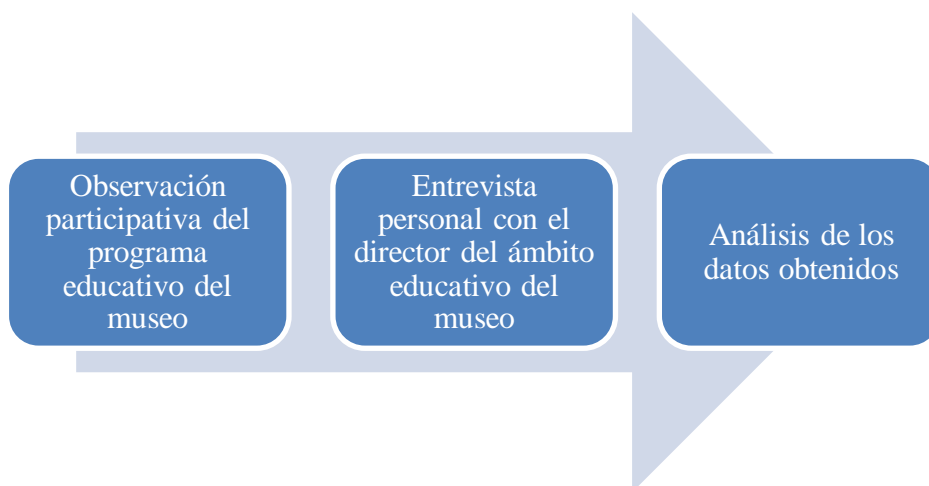 Observación
participativa del
programa
educativo del
museo
Entrevista
personal con el
director del ámbito
educativo del
museo
Análisis de los
datos obtenidos